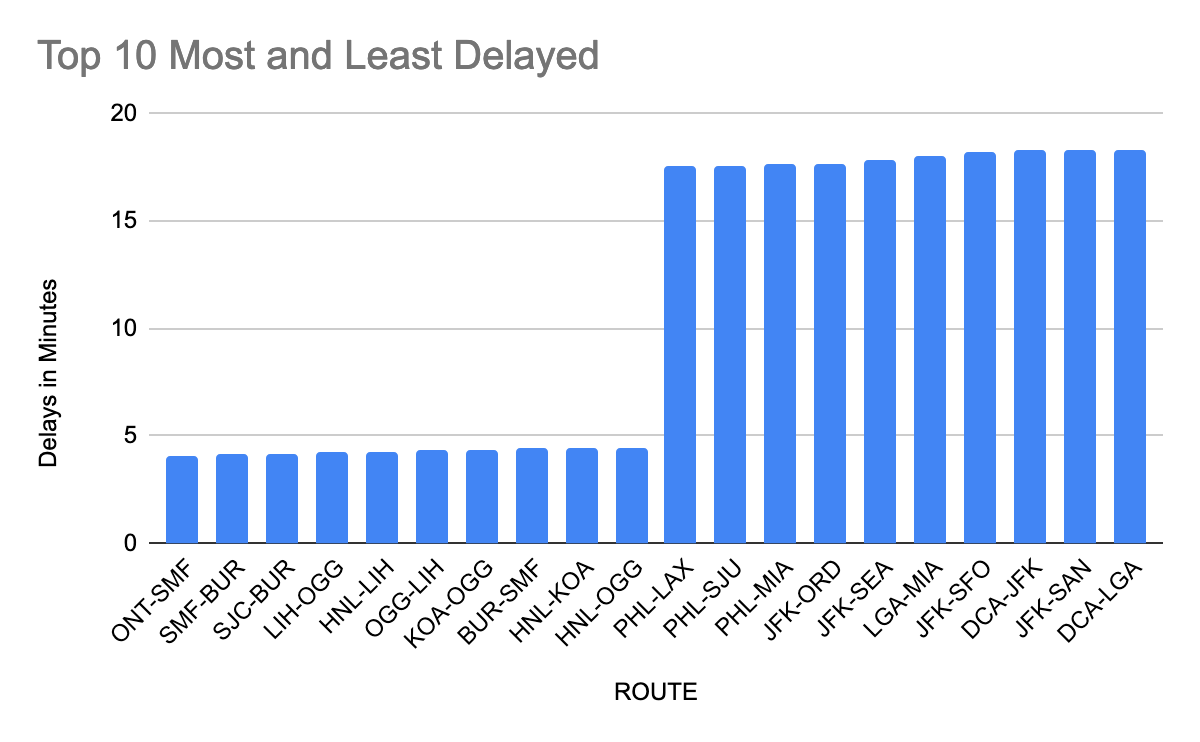 Top 10 Most and Least Delayed
20
15
10
5
0
Delays in Minutes
ONT-SMF
SMF-BUR
SJC-BUR
LIH-OGG
HNL-LIH
OGG-LIH
KOA-OGG
BUR-SMF
HNL-KOA
HNL-OGG
PHL-LAX
PHL-SJU
PHL-MIA
JFK-ORD
JFK-SEA
LGA-MIA
JFK-SFO
DCA-JFK
JFK-SAN
DCA-LGA
ROUTE